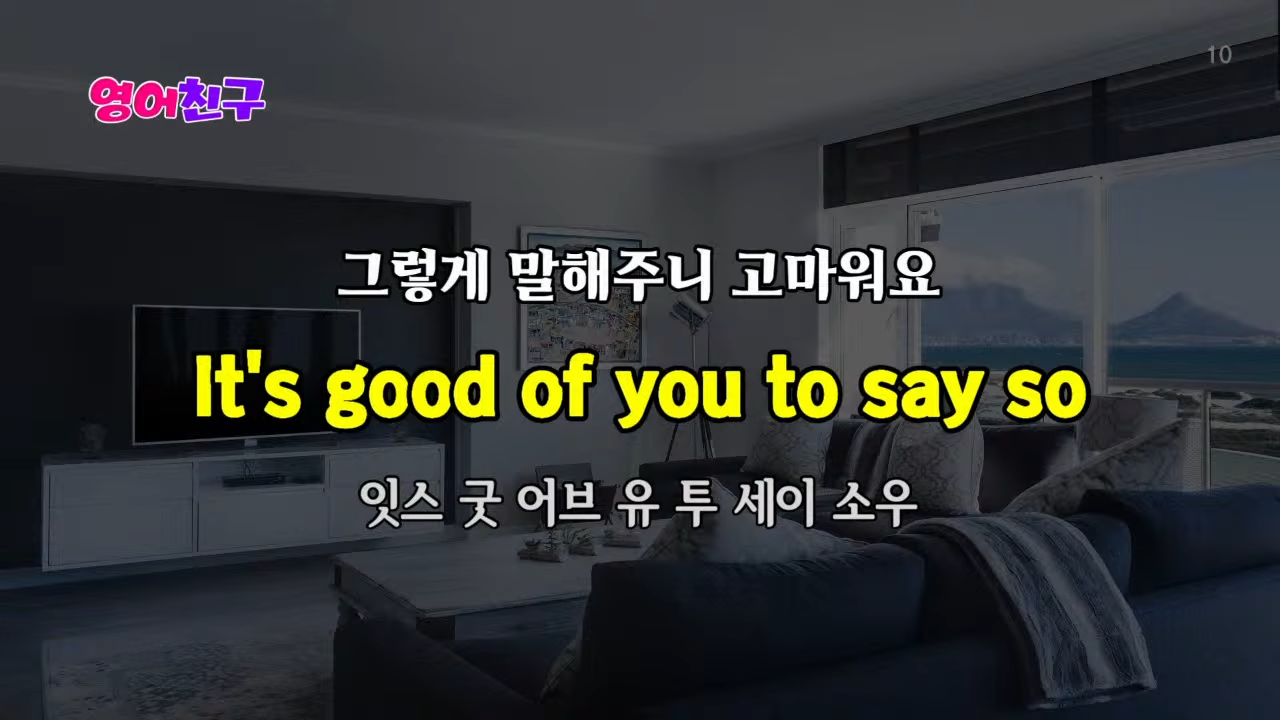 10
영어친구
그렇게 말해주니 고마워요
It's good of you to say so
잇스 굿 어브 유 투 세이 소우